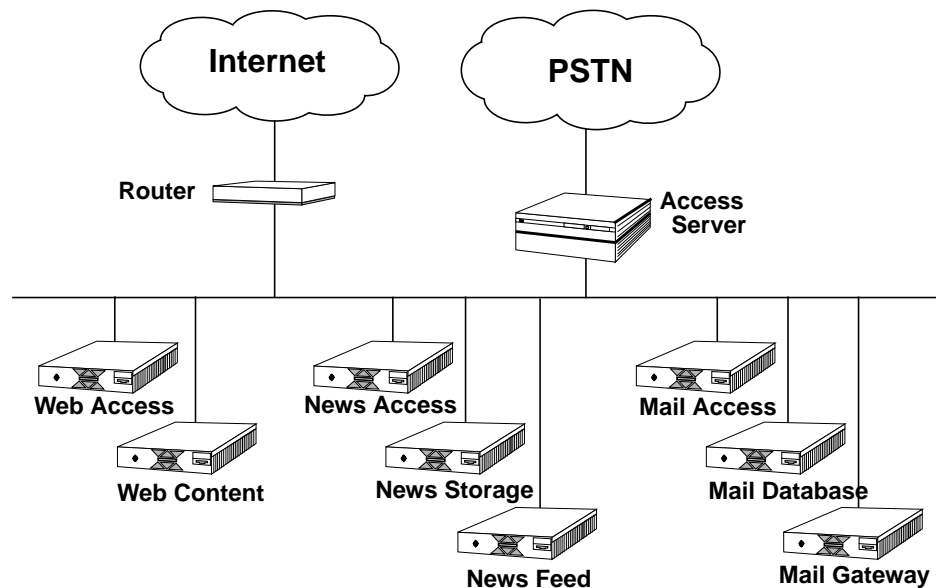 Internet
PSTN
Router
Access
Server
Web Access
News Access
Mail Access
Web Content
News Storage
Mail Database
News Feed
Mail Gateway